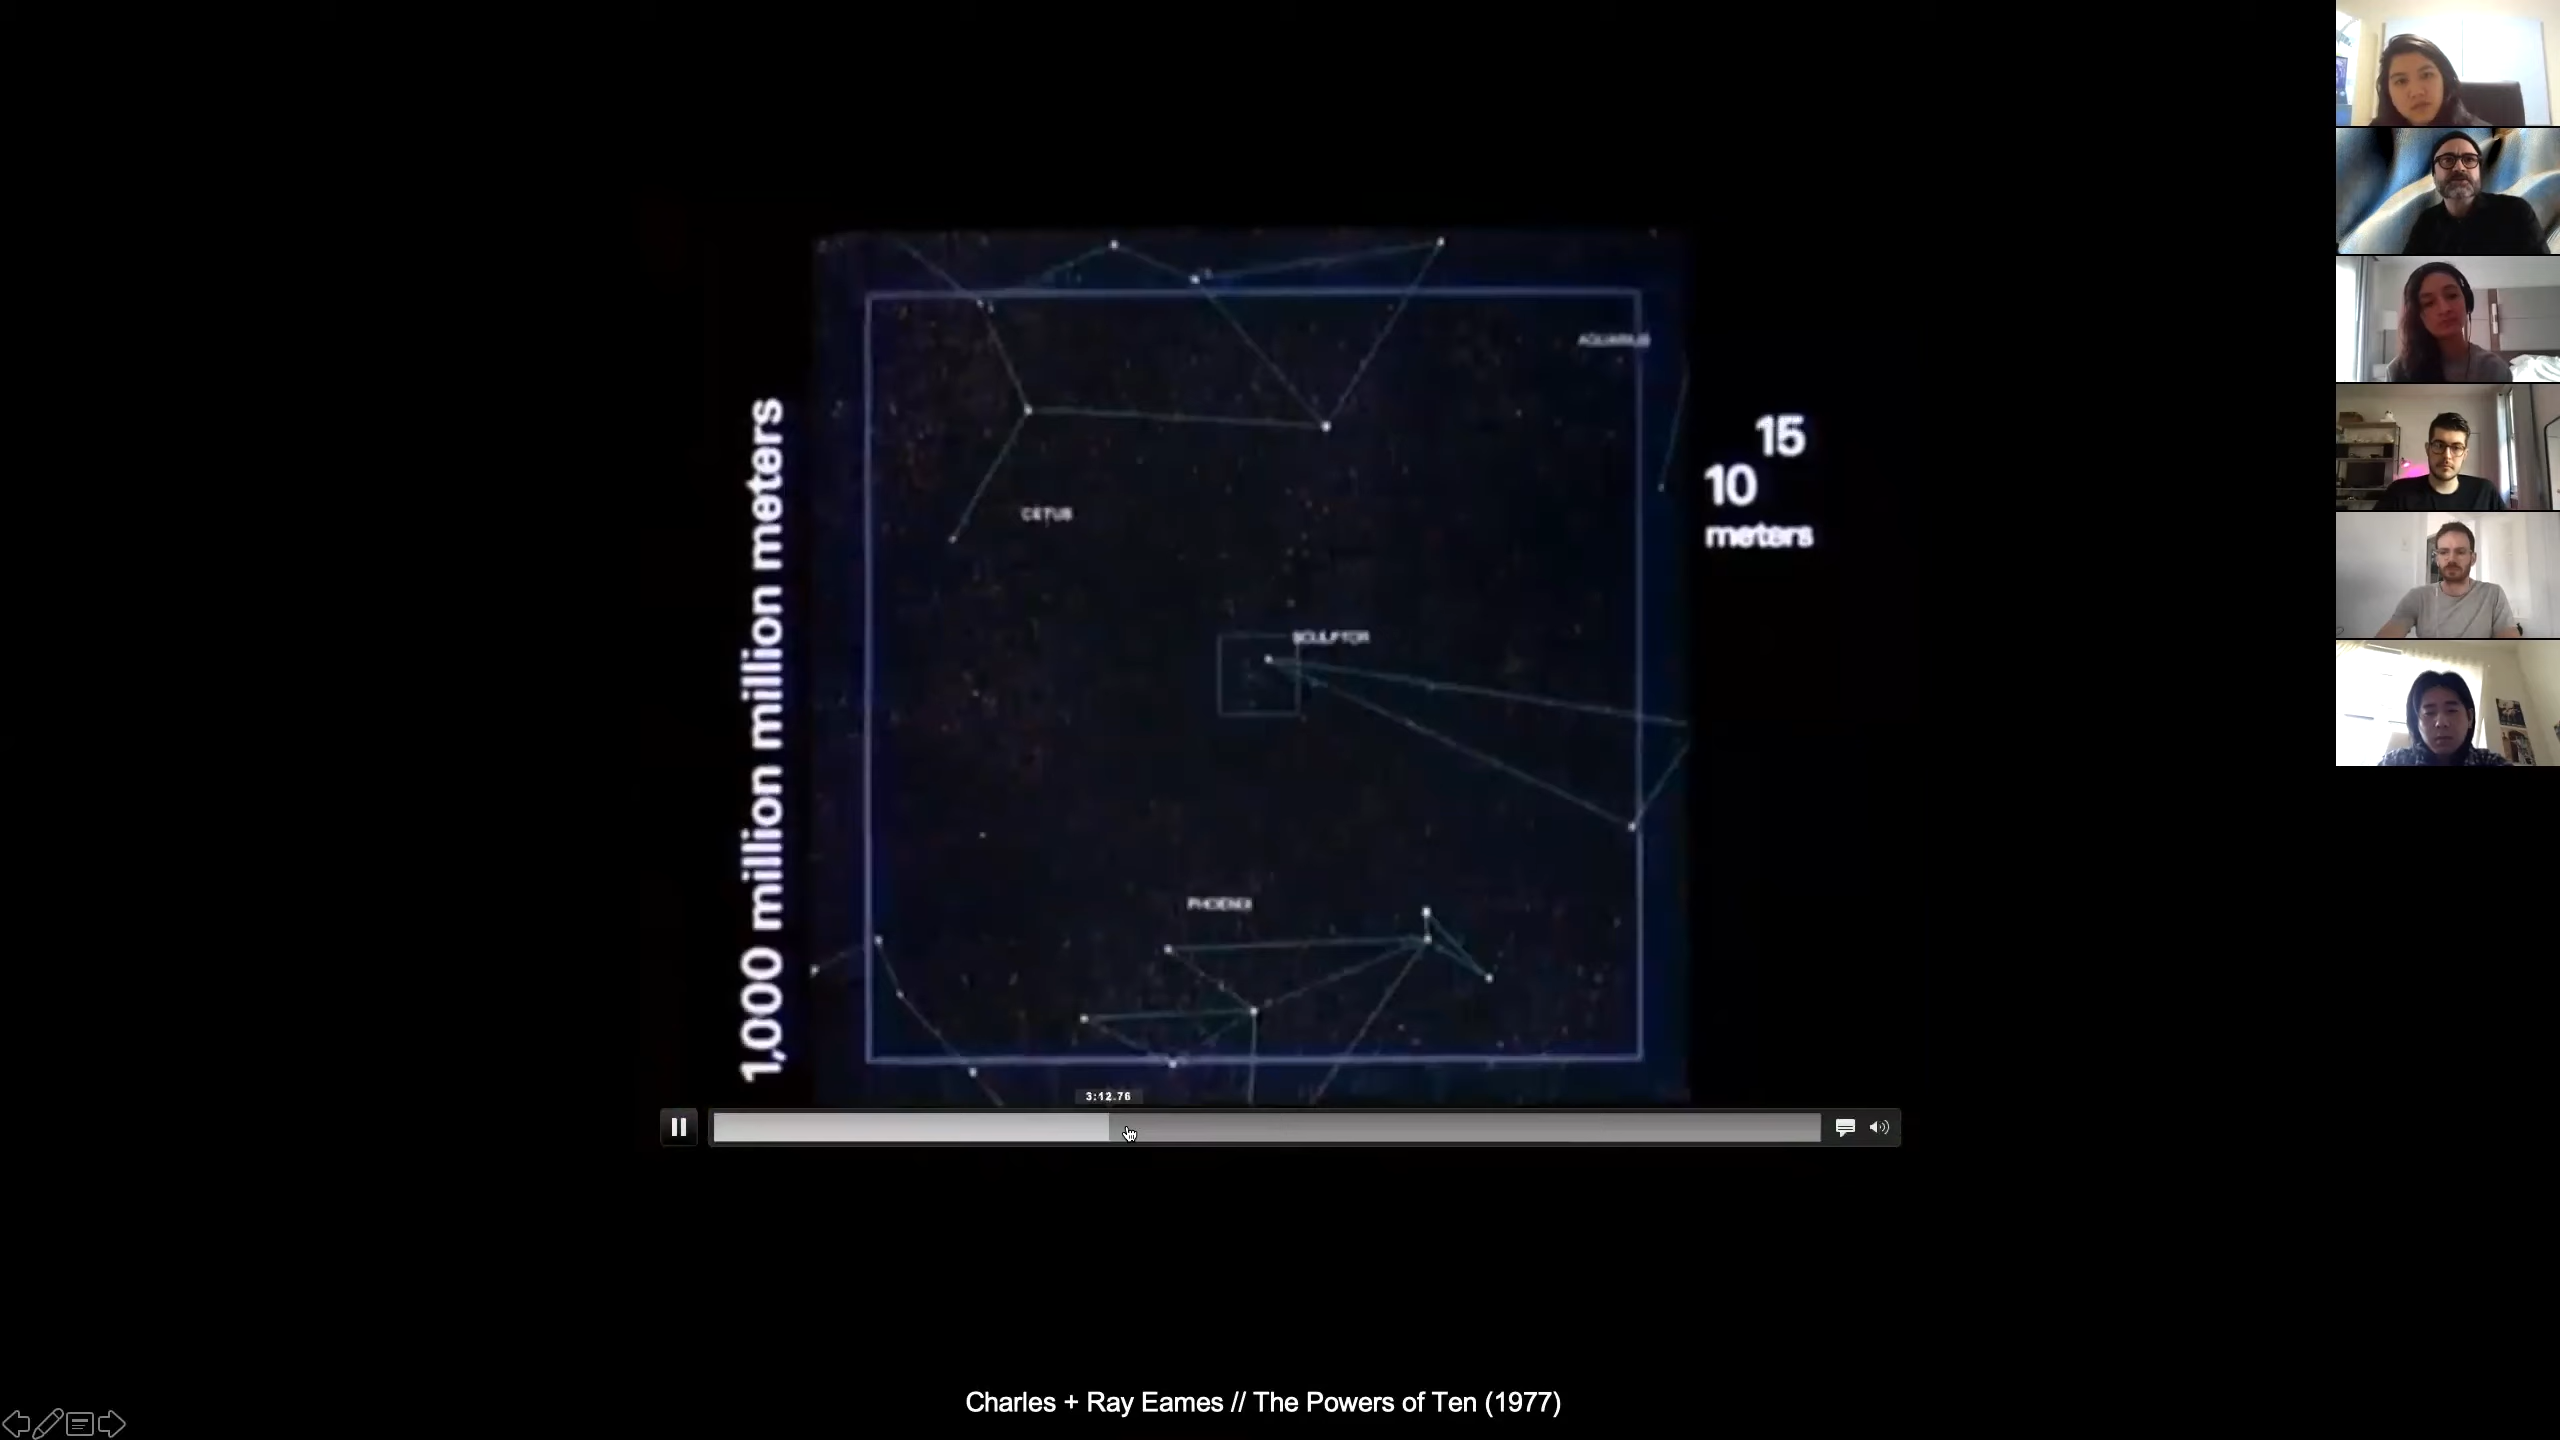 AQUARIUS
1,000 million million meters
15
10
meters
CETUS
SCULPTOR
PHOENIX
3:12.76
Charles + Ray Eames // The Powers of Ten (1977)